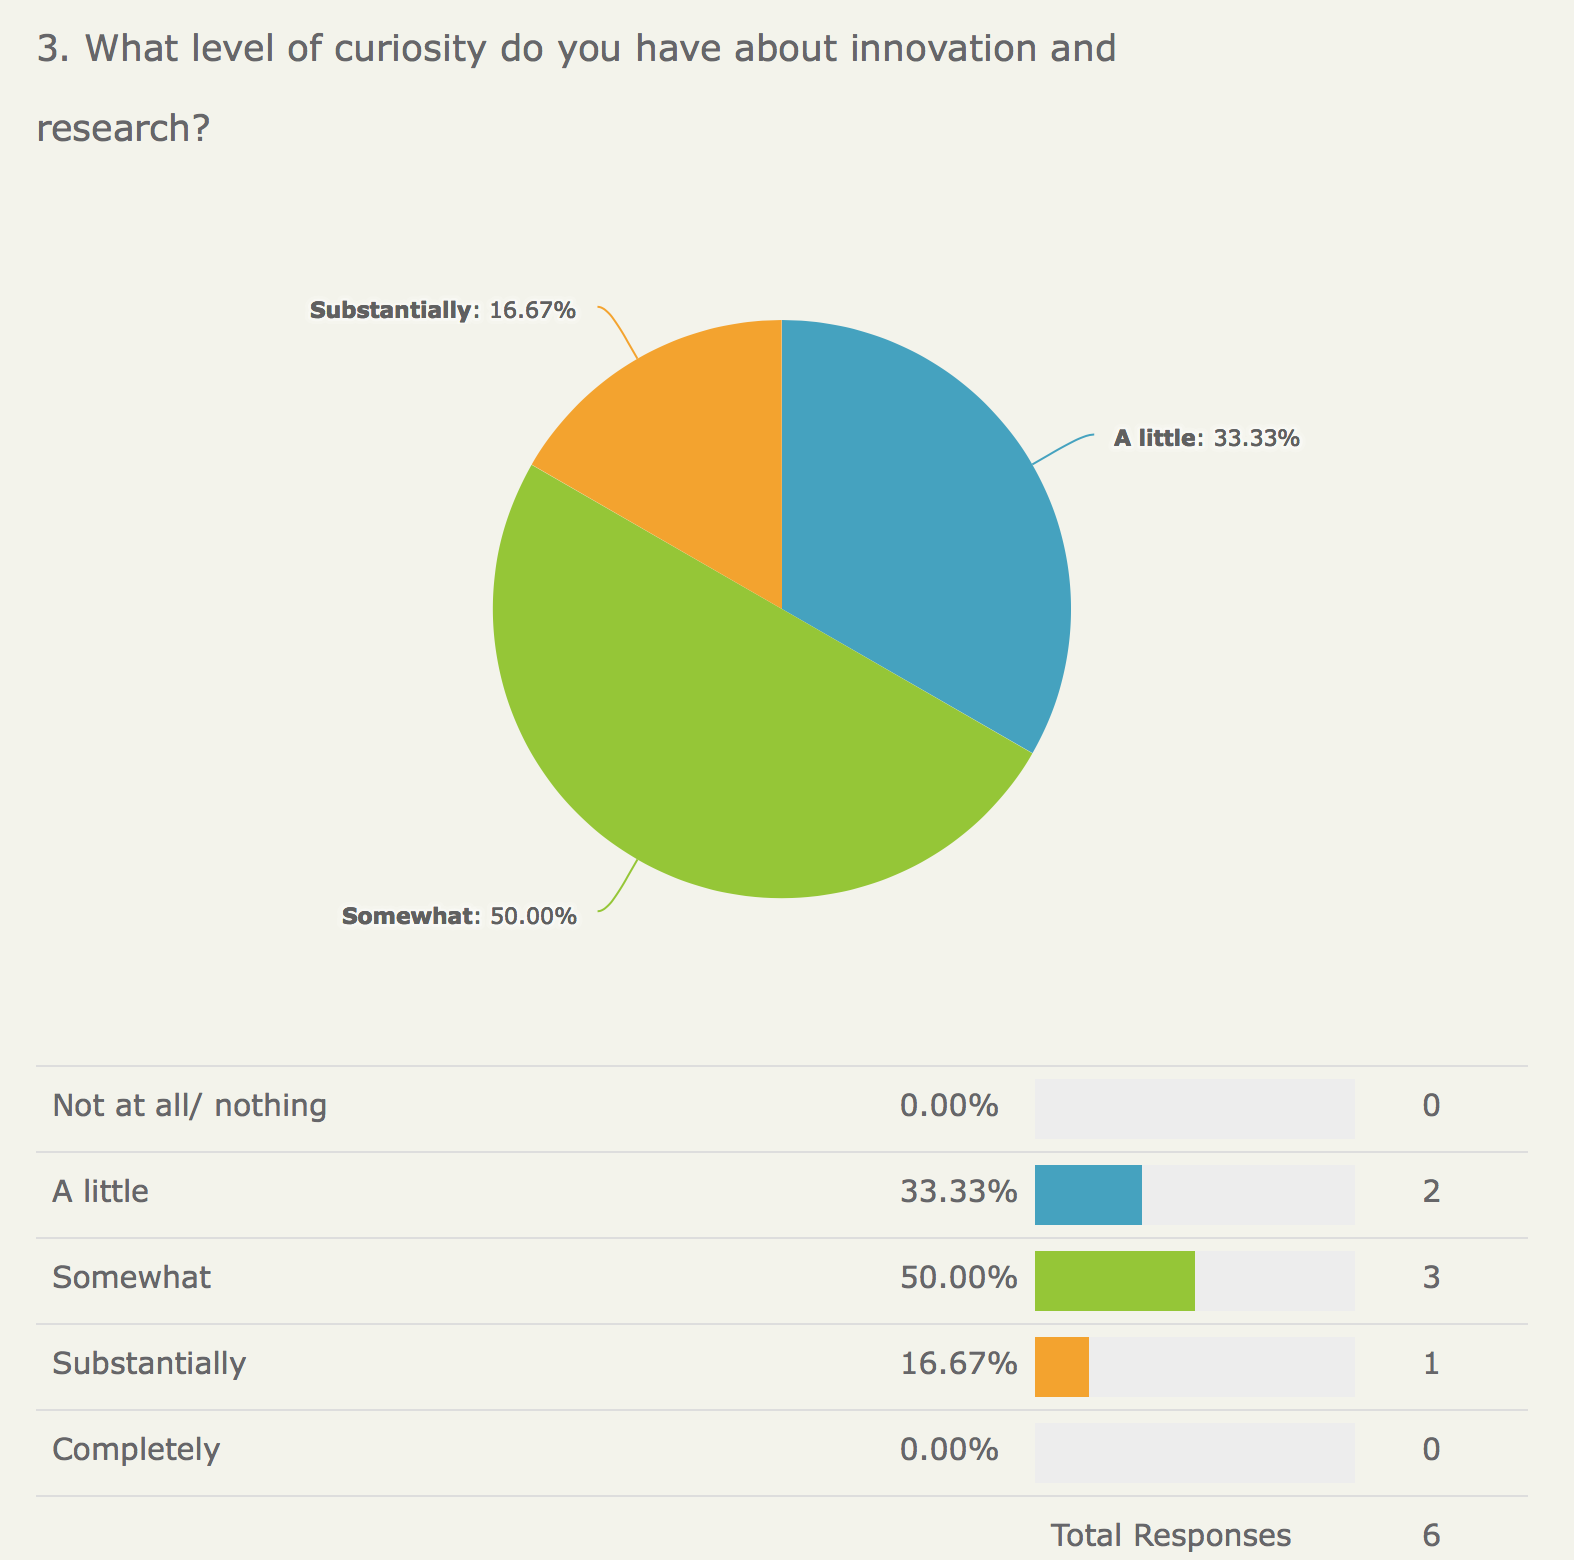 3. What level of curiosity do you have about innovation and
research?
Substantially: 16.67%
A little: 33.33%
Somewhat: 50.00%
Not at all/ nothing 0.00% 0
A little 33.33% 2
Somewhat 50.00% 3
Substantially 16.67% 1
Completely 0.00% 0
Total Responses 6